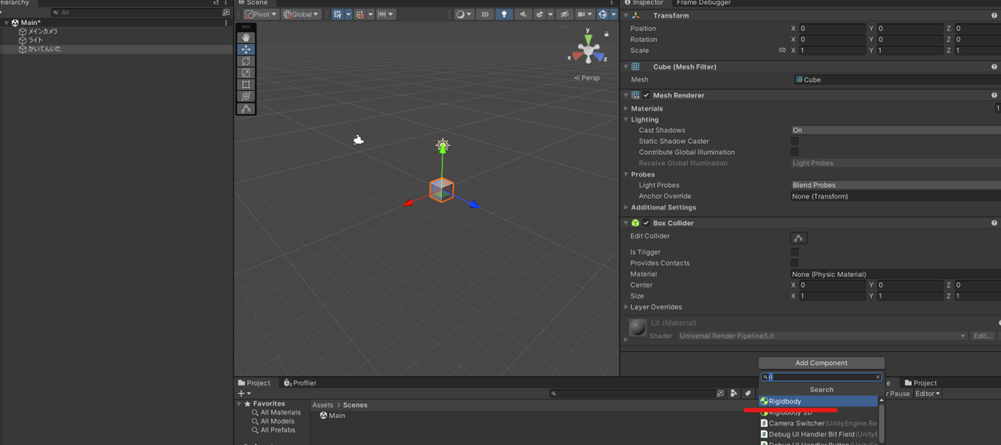 Hierarchy
All
Main*
メインカメラ
ライト
かいてんいた
Scene
Pivot
Global
2D
y
x
z
Persp
Inspector
Frame Debugger
Transform
Position X 0 Y 0 Z 0
Rotation X 0 Y 0 Z 0
Scale X 1 Y 1 Z 1
Cube (Mesh Filter)
Mesh Cube
Mesh Renderer
Materials 1
Lighting
Cast Shadows On
Static Shadow Caster
Contribute Global Illumination
Receive Global Illumination Light Probes
Probes
Light Probes Blend Probes
Anchor Override None (Transform)
Additional Settings
Box Collider
Edit Collider
Is Trigger
Provides Contacts
Material None (Physic Material)
Center X 0 Y 0 Z 0
Size X 1 Y 1 Z 1
Layer Overrides
Lit (Material)
Shader Universal Render Pipeline/Lit Edit...
Add Component
Search
Rigidbody
Rigidbody 2D
Camera Switcher (UnityEngine.Re
Debug UI Handler Bit Field (UnityE
Debug UI Handler Button (UnityEn
Project
Profiler
Favorites
All Materials
All Models
All Prefabs
Assets > Scenes
Main
Project
Pause Editor